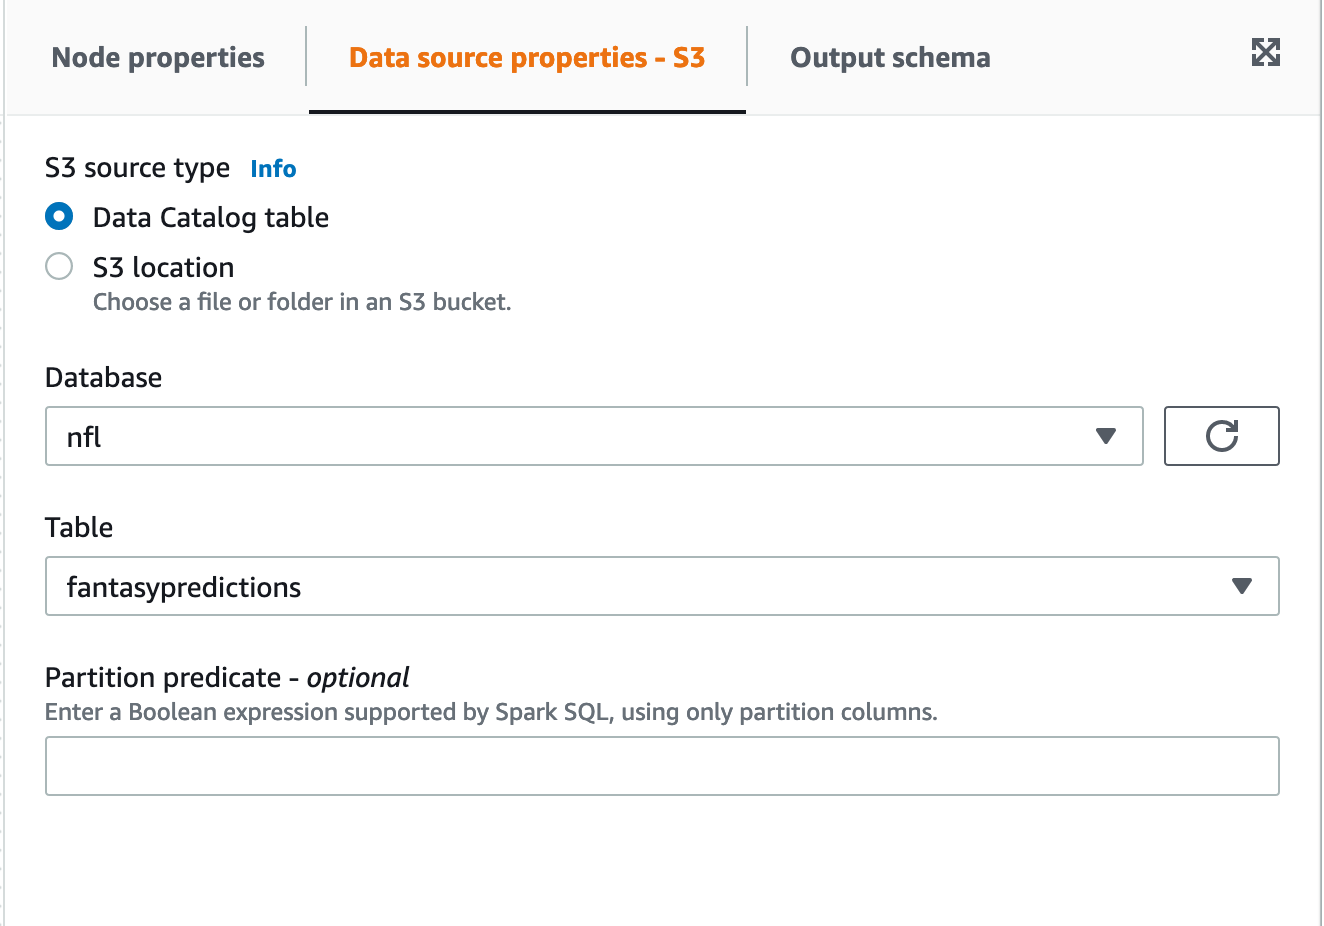 Node properties
Data source properties - S3
Output schema
S3 source type Info
Data Catalog table
S3 location
Choose a file or folder in an S3 bucket.
Database
nfl
Table
fantasypredictions
Partition predicate - optional
Enter a Boolean expression supported by Spark SQL, using only partition columns.